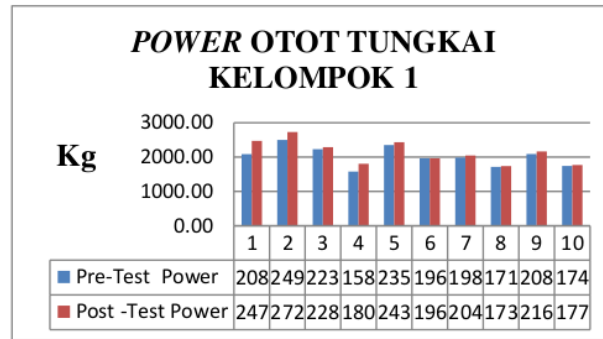 POWER OTOT TUNGKAI
KELOMPOK 1
Kg
3000.00
2000.00
1000.00
0.00
1 2 3 4 5 6 7 8 9 10
Pre-Test Power 208 249 223 158 235 196 198 171 208 174
Post -Test Power 247 272 228 180 243 196 204 173 216 177